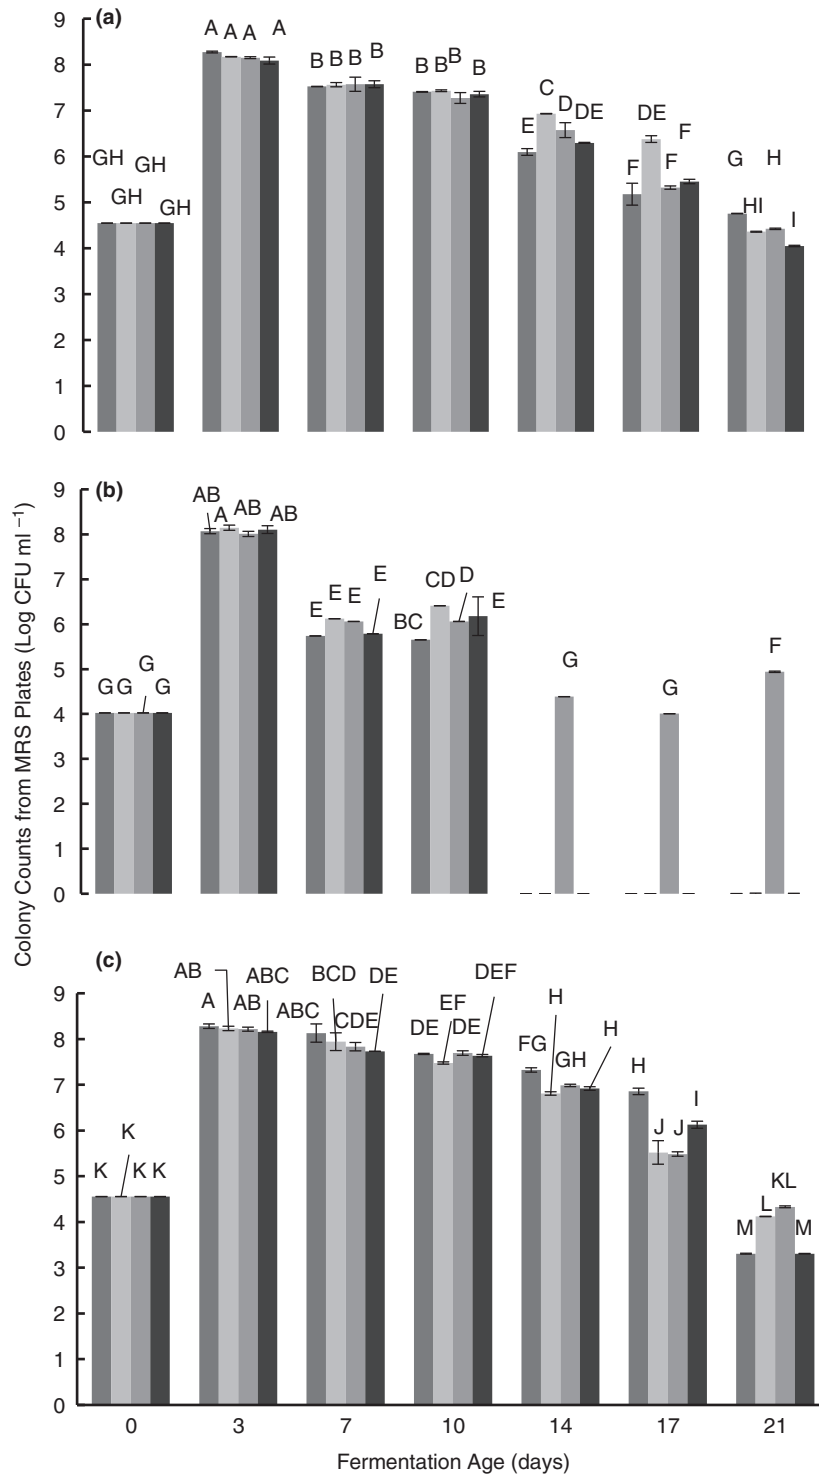 (a)
9
8
7
6
5
4
3
2
1
0
GH
GH
GH
GH
A A A A
B B B B
B B B B
E C D DE
F DE F F
G HI H I
(b)
9
8
7
6
5
4
3
2
1
0
G G G G
AB A AB AB
E E E E
BC CD D E
G
G
F
Colony Counts from MRS Plates (Log CFU ml −1)
(c)
9
8
7
6
5
4
3
2
1
0
K K K K
A AB AB ABC
ABC BCD CDE DE
DE EF DE DEF
FG H GH H
H J J I
M L KL M
0 3 7 10 14 17 21
Fermentation Age (days)